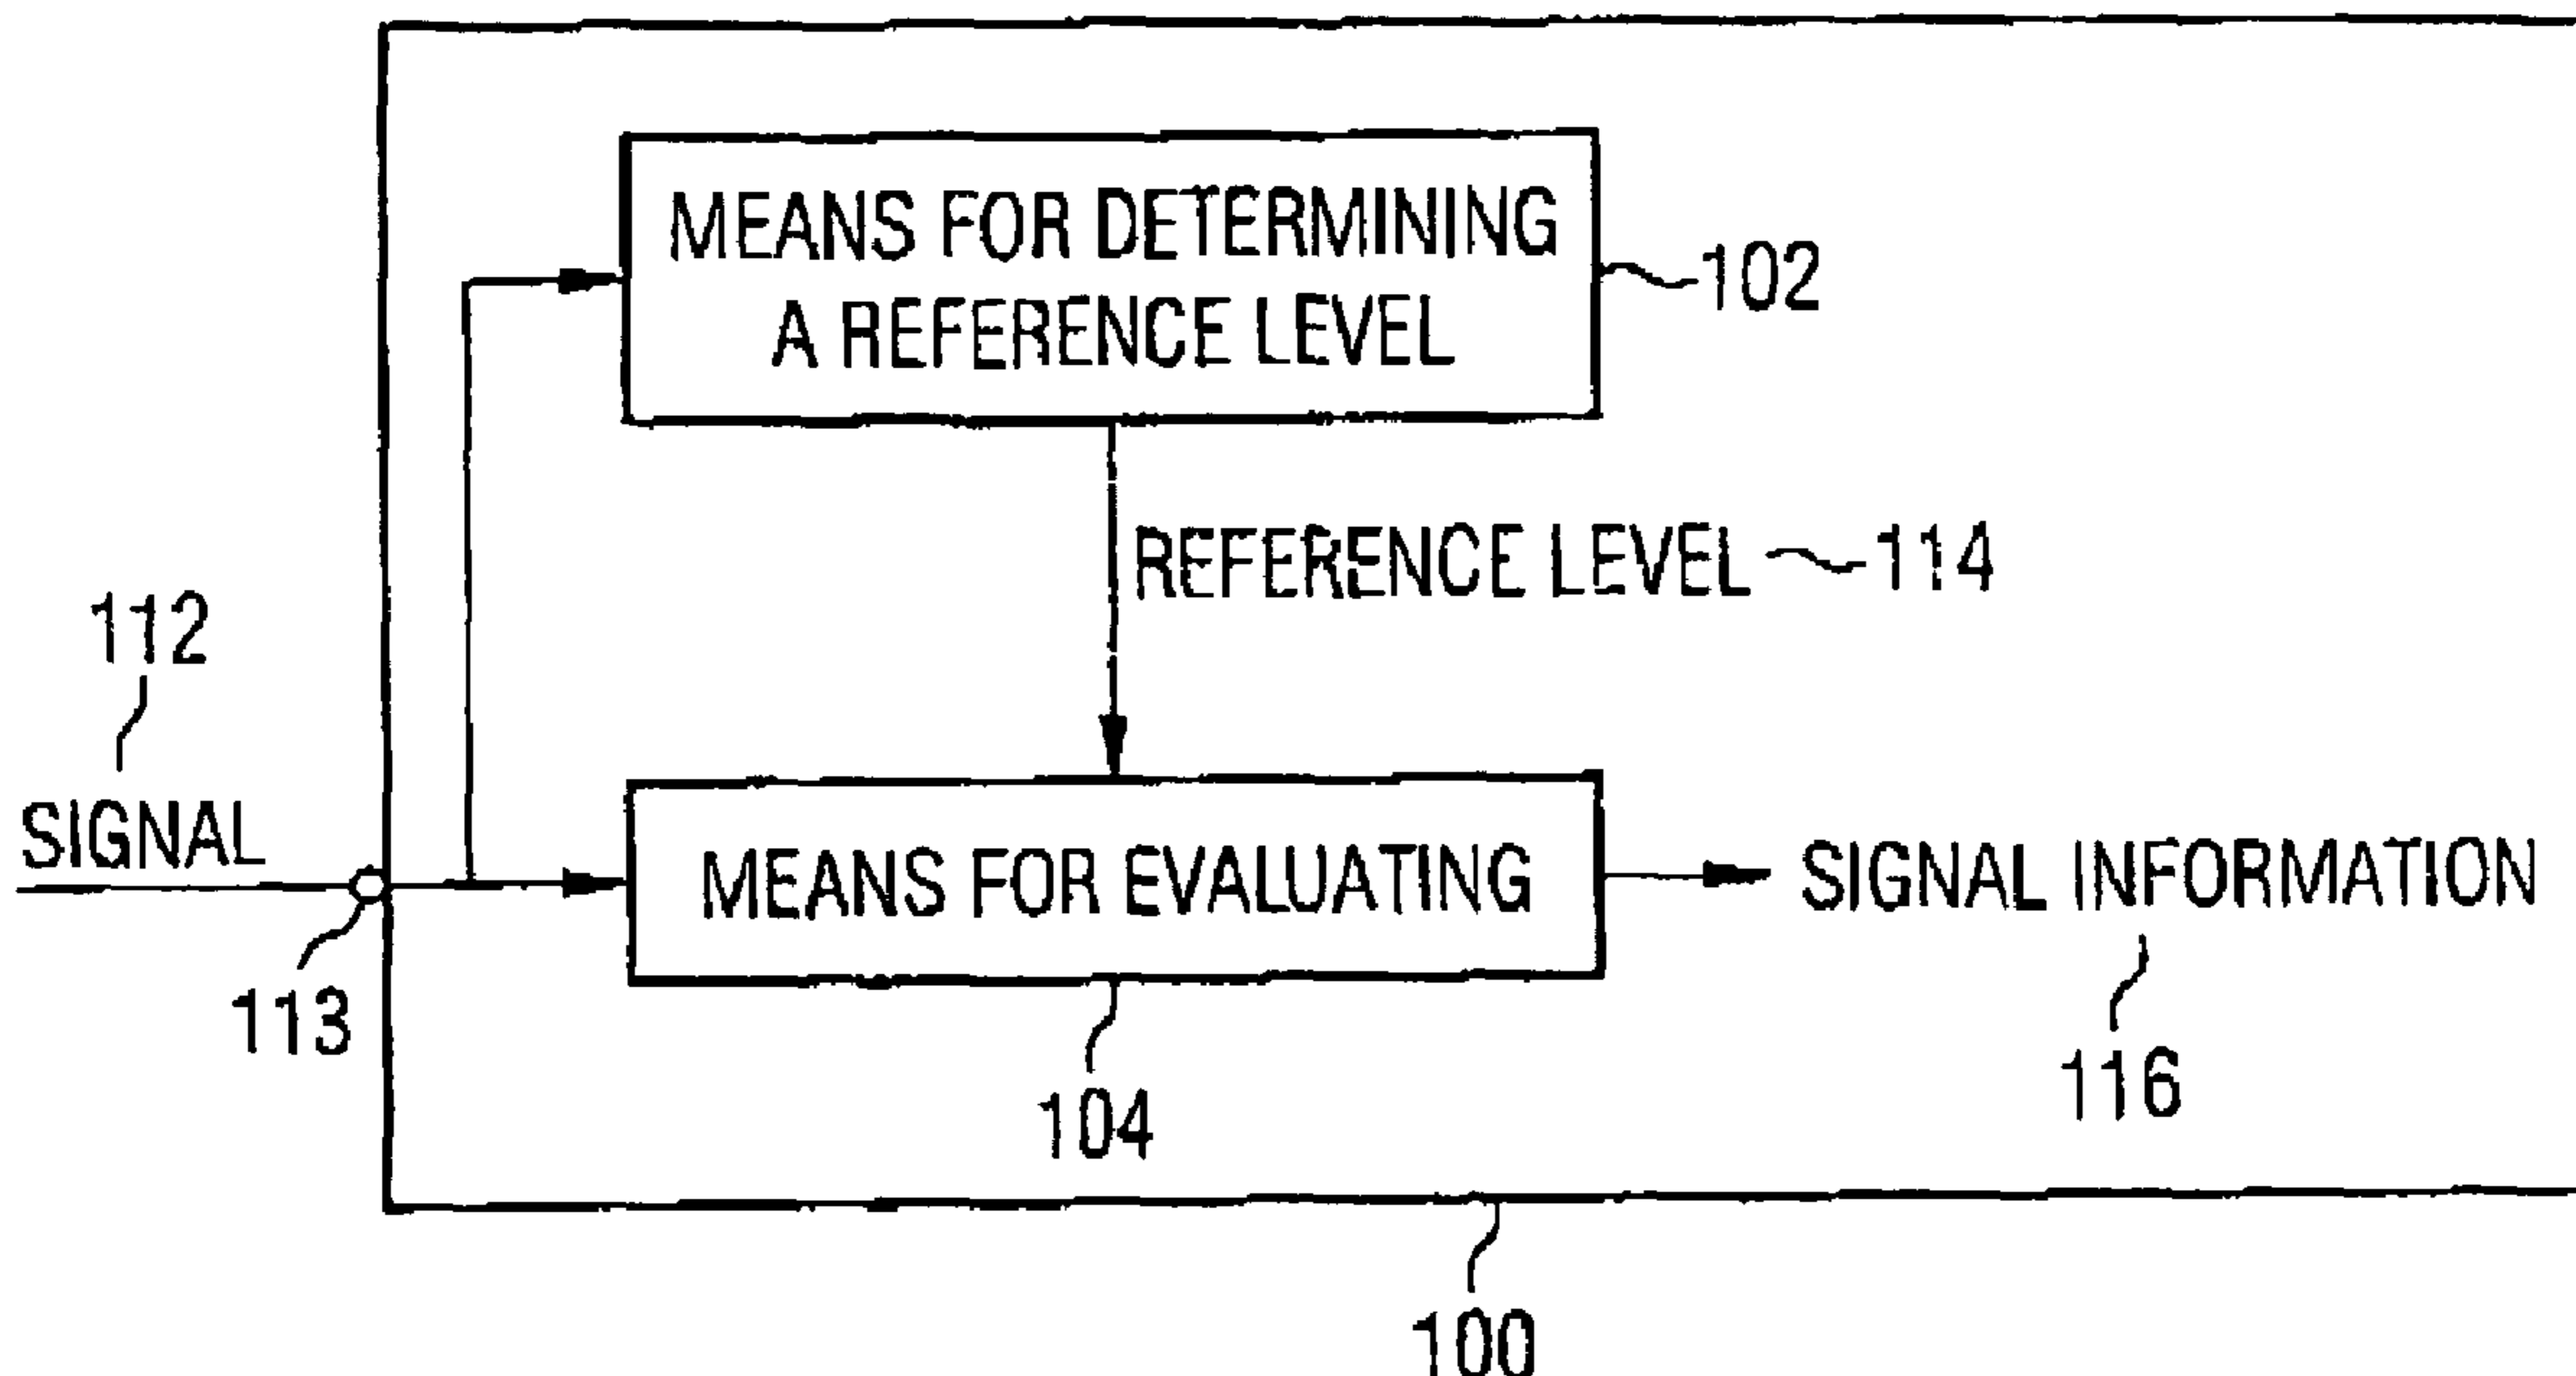 MEANS FOR DETERMINING
A REFERENCE LEVEL
102
REFERENCE LEVEL
114
112
SIGNAL
113
MEANS FOR EVALUATING
SIGNAL INFORMATION
104
116
100